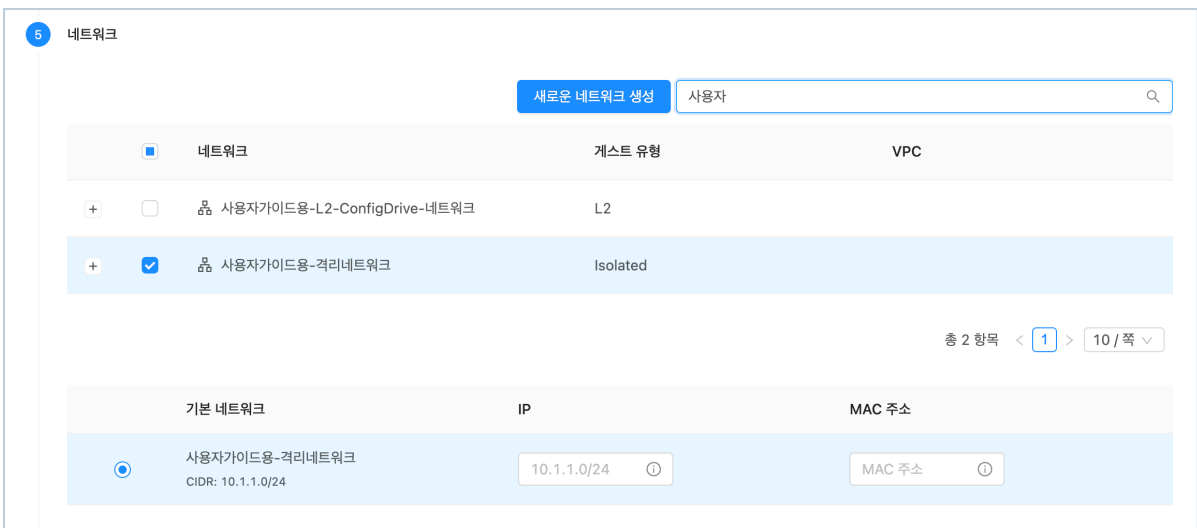 5 네트워크
새로운 네트워크 생성 사용자
네트워크 게스트 유형 VPC
사용자가이드용-L2-ConfigDrive-네트워크 L2
사용자가이드용-격리네트워크 Isolated
총 2 항목 < 1 > 10 / 쪽
기본 네트워크 IP MAC 주소
사용자가이드용-격리네트워크
CIDR: 10.1.1.0/24
10.1.1.0/24 MAC 주소